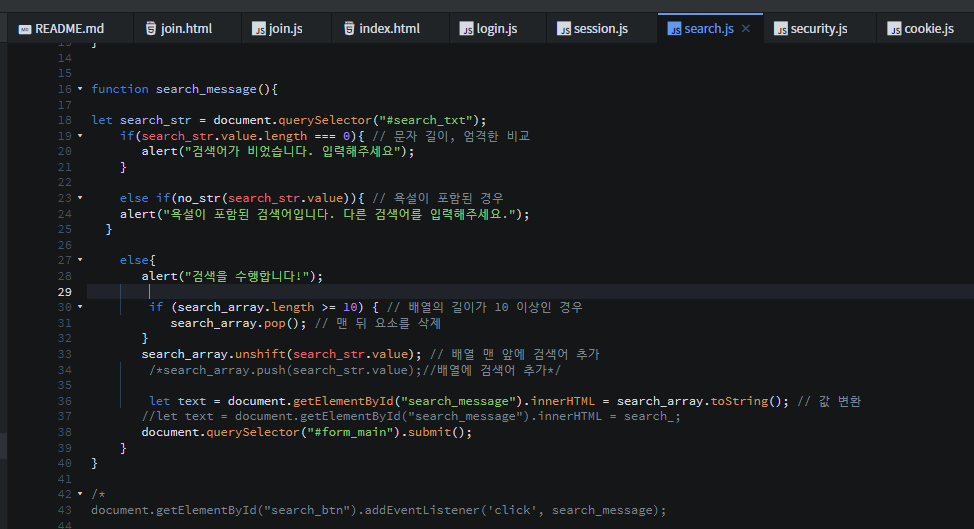 README.md join.html join.js index.html login.js session.js search.js × security.js cookie.js
13 }
14
15
16 function search_message(){
17
18 let search_str = document.querySelector("#search_txt");
19 if(search_str.value.length === 0){ // 문자 길이, 엄격한 비교
20 alert("검색어가 비었습니다. 입력해주세요");
21 }
22
23 else if(no_str(search_str.value)){ // 욕설이 포함된 경우
24 alert("욕설이 포함된 검색어입니다. 다른 검색어를 입력해주세요.");
25 }
26
27 else{
28 alert("검색을 수행합니다!");
29
30 if (search_array.length >= 10) { // 배열의 길이가 10 이상인 경우
31 search_array.pop(); // 맨 뒤 요소를 삭제
32 }
33 search_array.unshift(search_str.value); // 배열 맨 앞에 검색어 추가
34 /*search_array.push(search_str.value);//배열에 검색어 추가*/
35
36 let text = document.getElementById("search_message").innerHTML = search_array.toString(); // 값 변환
37 //let text = document.getElementById("search_message").innerHTML = search_;
38 document.querySelector("#form_main").submit();
39 }
40 }
41
42 /*
43 document.getElementById("search_btn").addEventListener('click', search_message);
44